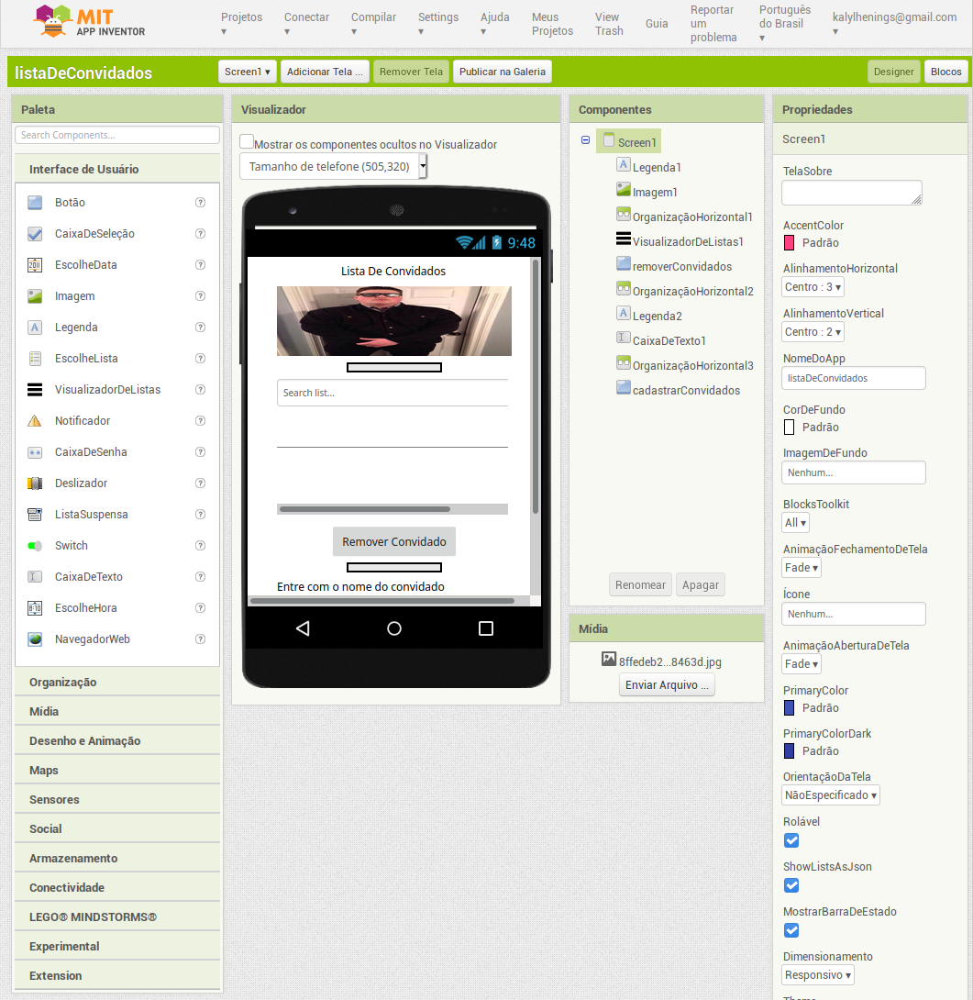 MIT
APP INVENTOR
Projetos ▾
Conectar ▾
Compilar ▾
Settings ▾
Ajuda ▾
Meus Projetos
View Trash
Guia
Reportar um problema
Português do Brasil ▾
kalylhenings@gmail.com ▾
listaDeConvidados
Screen1 ▾
Adicionar Tela ...
Remover Tela
Publicar na Galeria
Designer
Blocos
Paleta
Search Components...
Interface de Usuário
Botão
CaixaDeSeleção
EscolheData
Imagem
Legenda
EscolheLista
VisualizadorDeListas
Notificador
CaixaDeSenha
Deslizador
ListaSuspensa
Switch
CaixaDeTexto
EscolheHora
NavegadorWeb
Organização
Mídia
Desenho e Animação
Maps
Sensores
Social
Armazenamento
Conectividade
LEGO® MINDSTORMS®
Experimental
Extension
Visualizador
Mostrar os componentes ocultos no Visualizador
Tamanho de telefone (505,320)
9:48
Lista De Convidados
Search list...
Remover Convidado
Entre com o nome do convidado
Componentes
Screen1
Legenda1
Imagem1
OrganizaçãoHorizontal1
VisualizadorDeListas1
removerConvidados
OrganizaçãoHorizontal2
Legenda2
CaixaDeTexto1
OrganizaçãoHorizontal3
cadastrarConvidados
Renomear
Apagar
Mídia
8ffedeb2...8463d.jpg
Enviar Arquivo ...
Propriedades
Screen1
TelaSobre
AccentColor
Padrão
AlinhamentoHorizontal
Centro : 3 ▾
AlinhamentoVertical
Centro : 2 ▾
NomeDoApp
listaDeConvidados
CorDeFundo
Padrão
ImagemDeFundo
Nenhum...
BlocksToolkit
All ▾
AnimaçãoFechamentoDeTela
Fade ▾
Ícone
Nenhum...
AnimaçãoAberturaDeTela
Fade ▾
PrimaryColor
Padrão
PrimaryColorDark
Padrão
OrientaçãoDaTela
NãoEspecificado ▾
Rolável
ShowListsAsJson
MostrarBarraDeEstado
Dimensionamento
Responsivo ▾